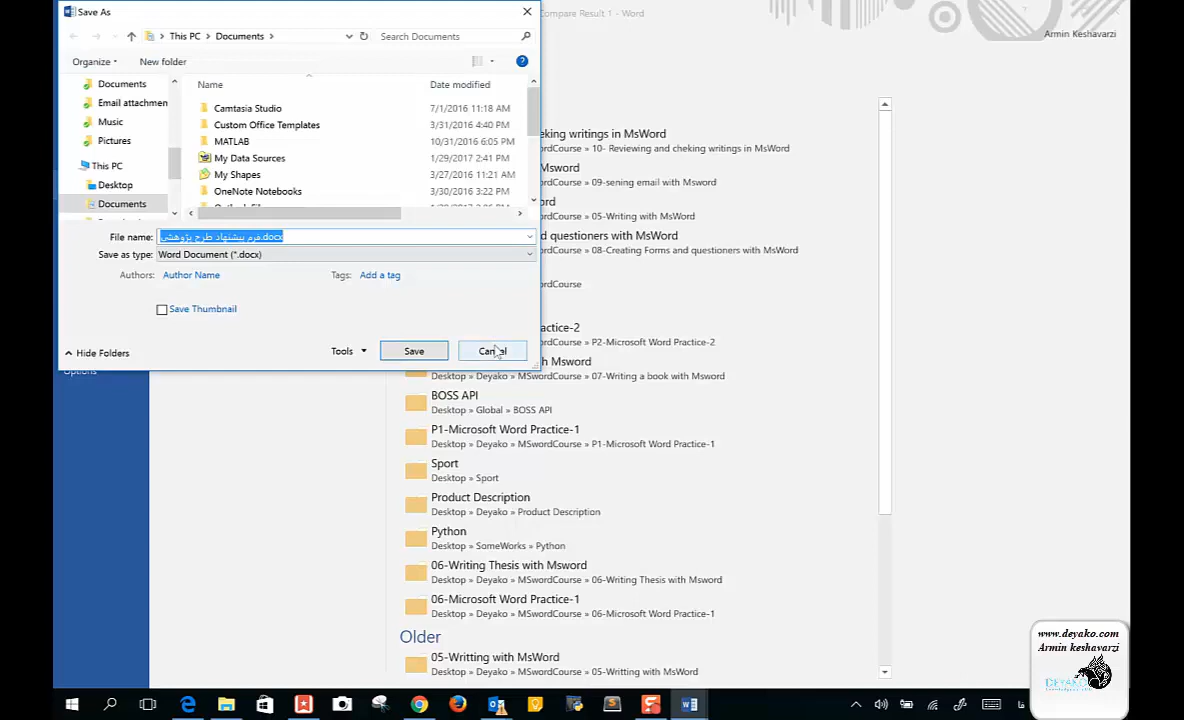 Save As
Compare Result 1 - Word
Armin Keshavarzi
This PC
Documents
Search Documents
Organize
New folder
Documents
Email attachmen
Music
Pictures
This PC
Desktop
Documents
Name
Date modified
Camtasia Studio
7/1/2016 11:18 AM
Custom Office Templates
3/31/2016 4:40 PM
MATLAB
10/31/2016 6:05 PM
My Data Sources
1/29/2017 2:41 PM
My Shapes
3/27/2016 11:21 AM
OneNote Notebooks
3/30/2016 3:22 PM
File name:
فرم پیشنهاد طرح پژوهشی.docx
Save as type:
Word Document (*.docx)
Authors:
Author Name
Tags:
Add a tag
Save Thumbnail
Hide Folders
Tools
Save
Cancel
Options
eking writings in MsWord
ordCourse » 10- Reviewing and cheking writings in MsWord
Msword
ordCourse » 09-sening email with Msword
ord
ordCourse » 05-Writing with MsWord
d questioners with MsWord
ordCourse » 08-Creating Forms and questioners with MsWord
ordCourse
actice-2
ordCourse » P2-Microsoft Word Practice-2
h Msword
Desktop » Deyako » MSwordCourse » 07-Writing a book with Msword
BOSS API
Desktop » Global » BOSS API
P1-Microsoft Word Practice-1
Desktop » Deyako » MSwordCourse » P1-Microsoft Word Practice-1
Sport
Desktop » Sport
Product Description
Desktop » Deyako » Product Description
Python
Desktop » SomeWorks » Python
06-Writing Thesis with Msword
Desktop » Deyako » MSwordCourse » 06-Writing Thesis with Msword
06-Microsoft Word Practice-1
Desktop » Deyako » MSwordCourse » 06-Microsoft Word Practice-1
Older
05-Writting with MsWord
Desktop » Deyako » MSwordCourse » 05-Writting with MsWord
www.deyako.com
Armin keshavarzi
DEYAKO
فا